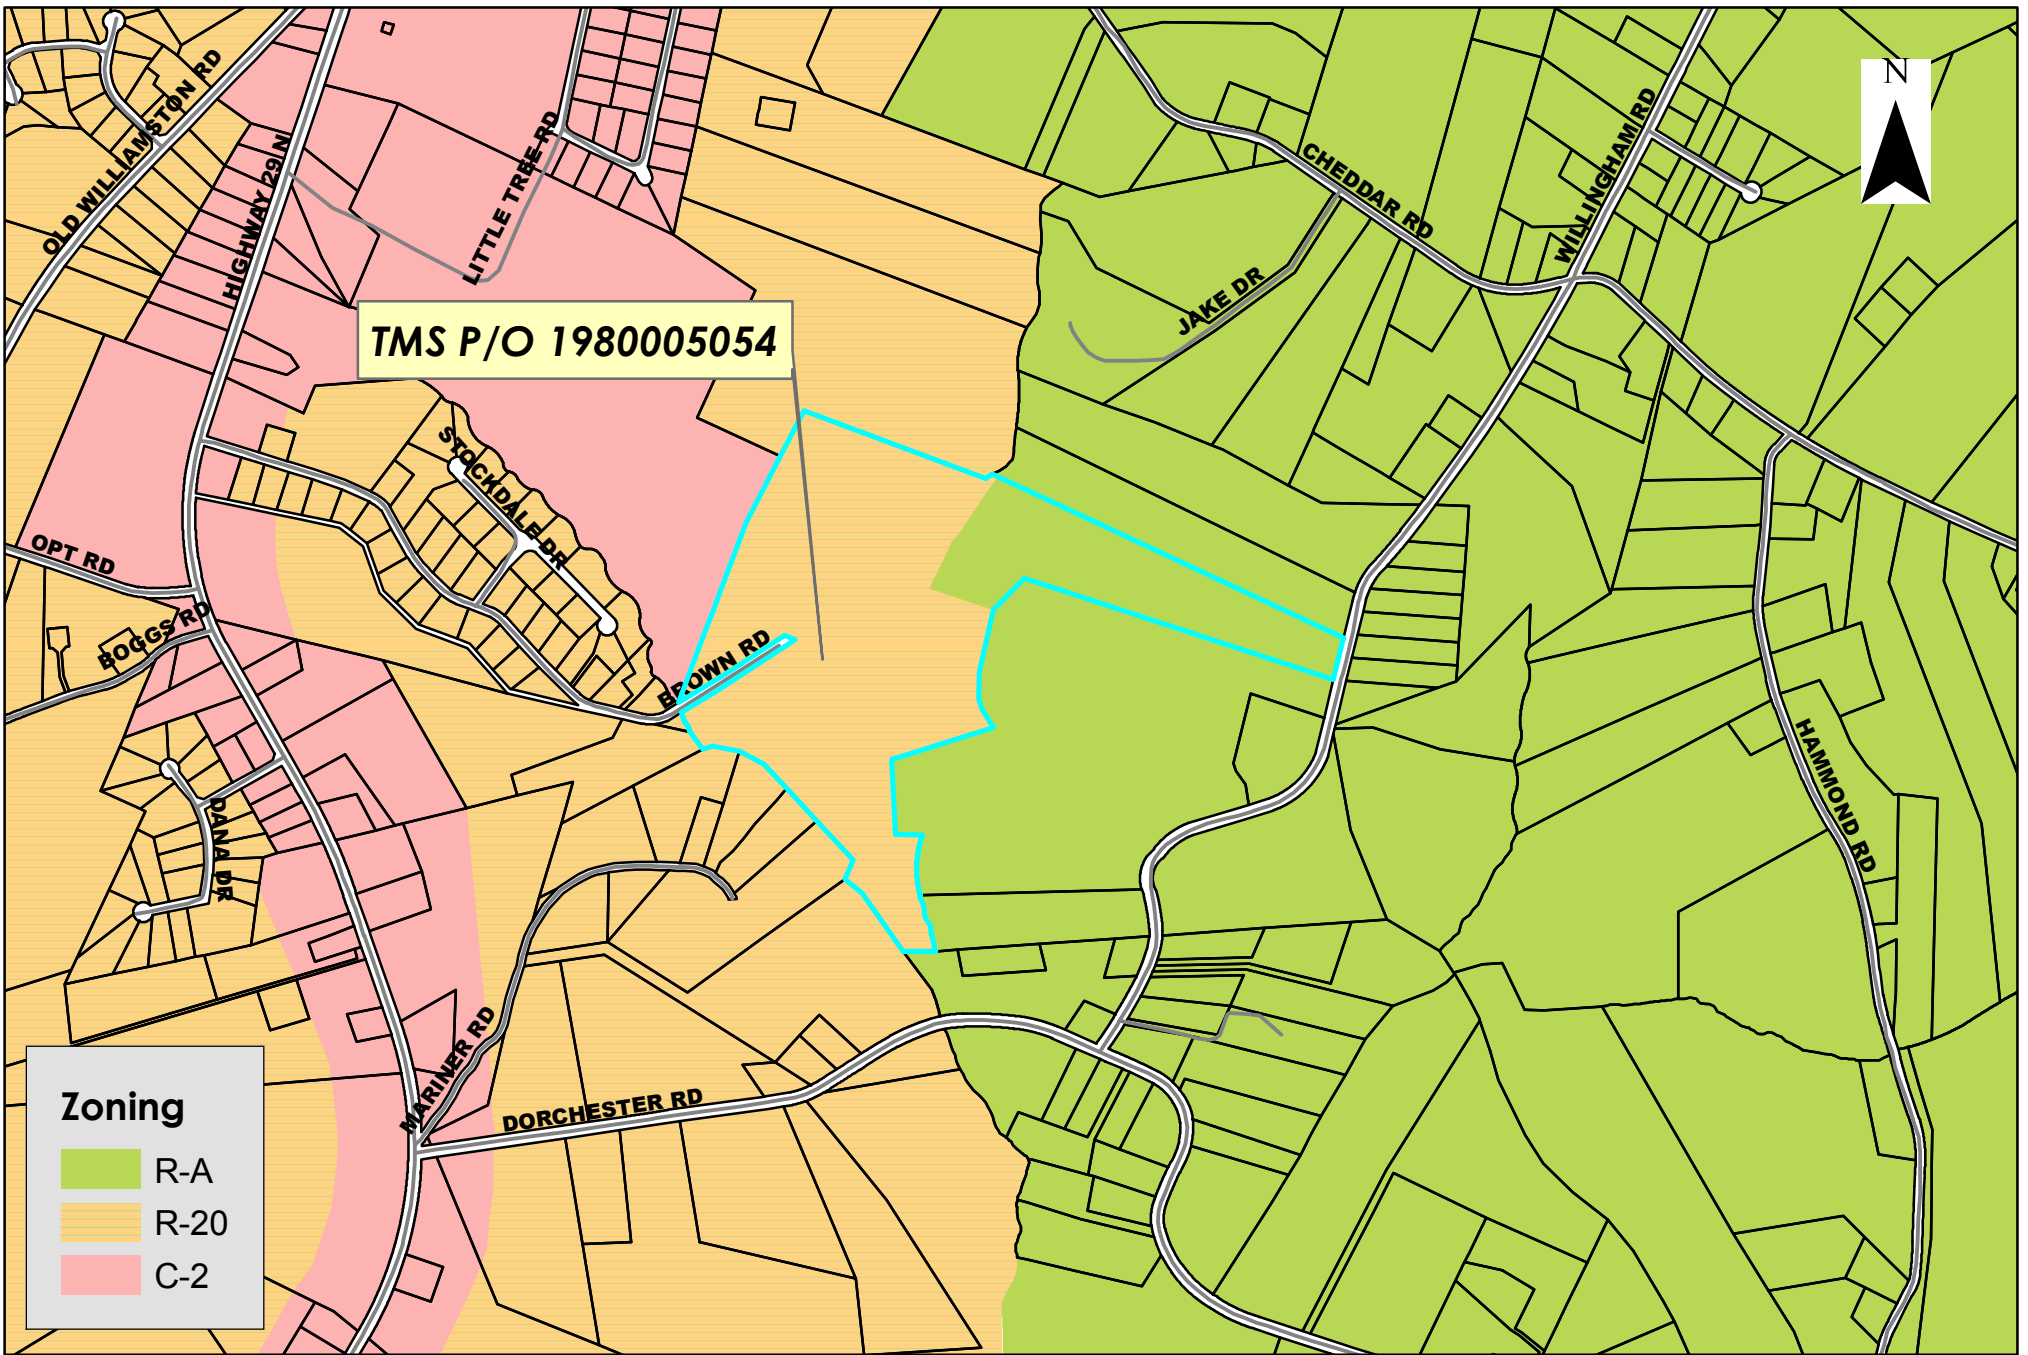 N
OLD WILLIAMSTON RD
HIGHWAY 29 N
LITTLE TREE RD
CHEDDAR RD
WILLINGHAM RD
JAKE DR
TMS P/O 1980005054
STOCKDALE DR
OPT RD
BOGGS RD
BROWN RD
HAMMOND RD
DANA DR
MARINER RD
DORCHESTER RD
Zoning
R-A
R-20
C-2